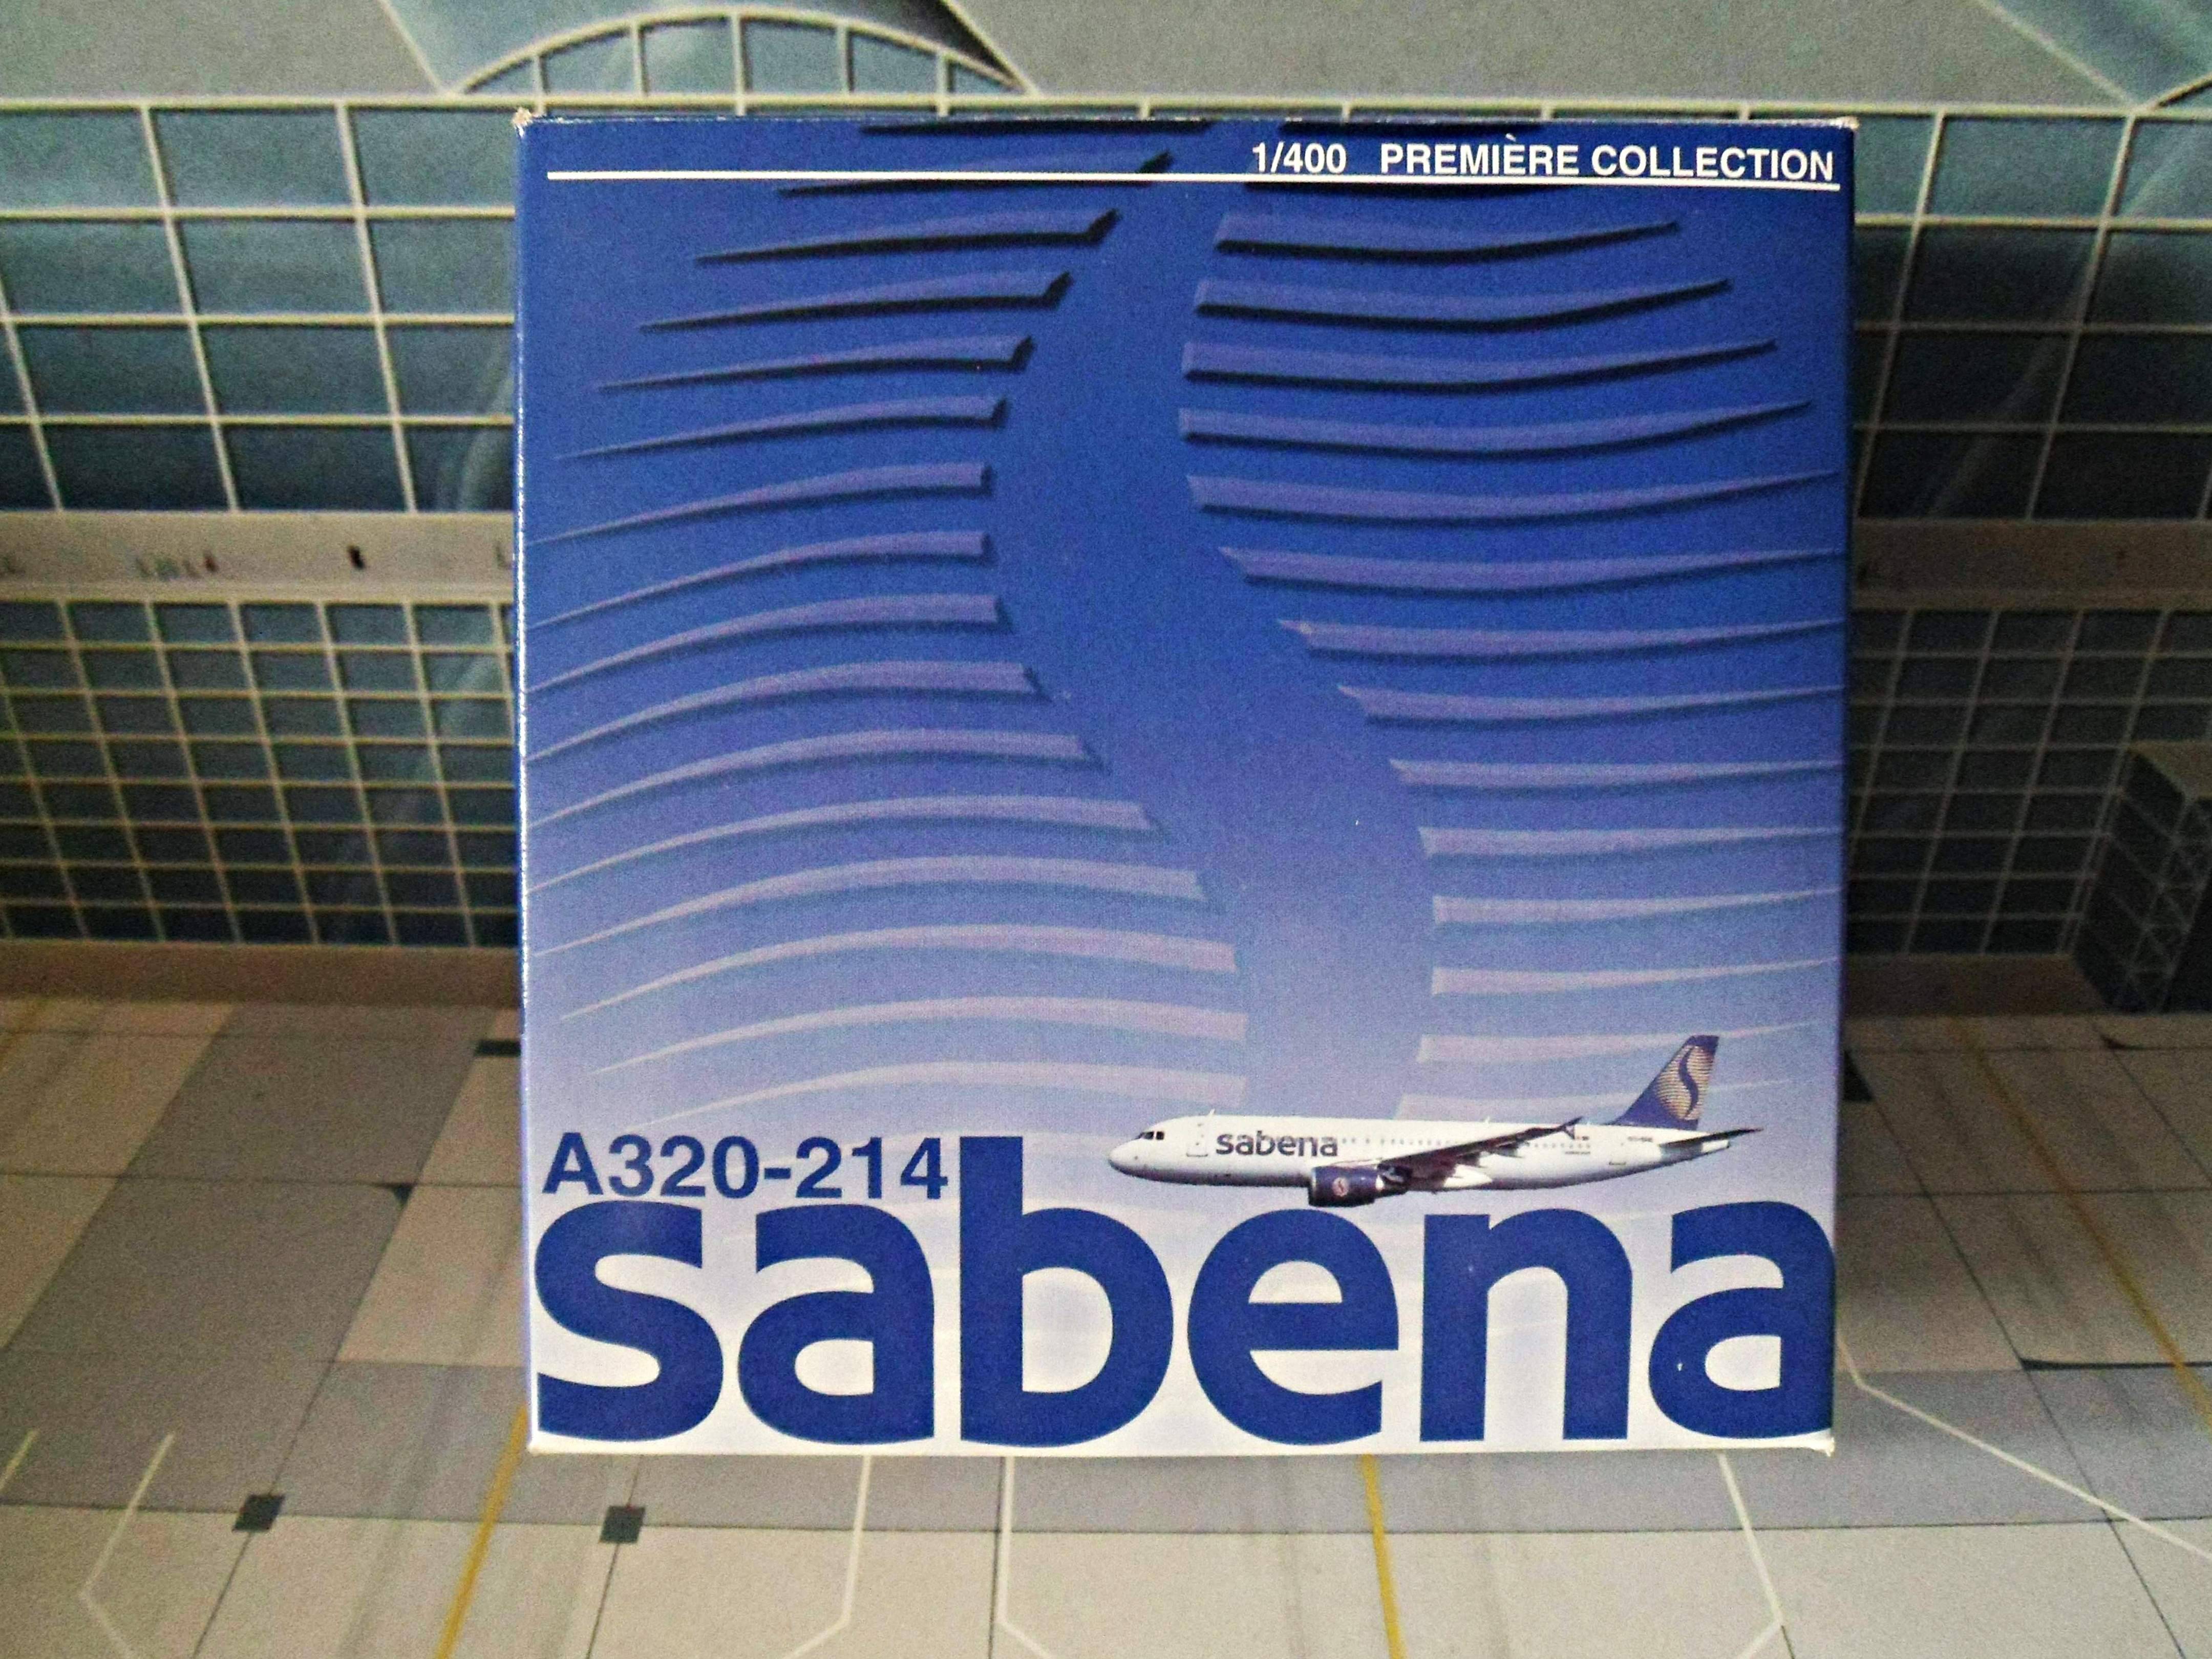 1/400 PREMIÈRE COLLECTION
A320-214
sabena
sabena